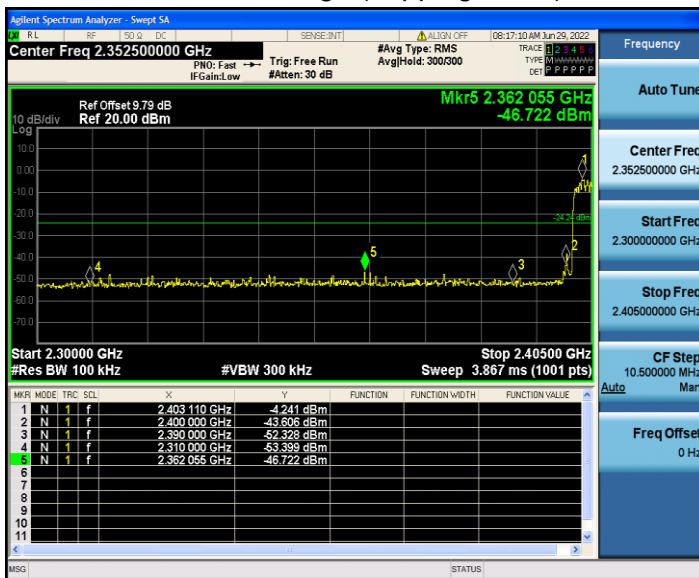 Agilent Spectrum Analyzer - Swept SA
RL RF 50 Ω DC SENSE:INT ALIGN OFF 08:17:10 AM Jun 29, 2022
Center Freq 2.352500000 GHz #Avg Type: RMS TRACE 1 2 3 4 5 6
PNO: Fast Trig: Free Run Avg|Hold: 300/300 TYPE M
IFGain:Low #Atten: 30 dB DET P P P P P P
Mkr5 2.362 055 GHz
-46.722 dBm
Ref Offset 9.79 dB
10 dB/div Ref 20.00 dBm
Log
10.0
0.00
-10.0
-20.0
-24.24 dBm
-30.0
-40.0
-50.0
-60.0
-70.0
1
2
3
4
5
Start 2.30000 GHz Stop 2.40500 GHz
#Res BW 100 kHz #VBW 300 kHz Sweep 3.867 ms (1001 pts)
MKR MODE TRC SCL X Y FUNCTION FUNCTION WIDTH FUNCTION VALUE
1 N 1 f 2.403 110 GHz -4.241 dBm
2 N 1 f 2.400 000 GHz -43.606 dBm
3 N 1 f 2.390 000 GHz -52.328 dBm
4 N 1 f 2.310 000 GHz -53.399 dBm
5 N 1 f 2.362 055 GHz -46.722 dBm
6
7
8
9
10
11
MSG STATUS
Frequency
Auto Tune
Center Freq
2.352500000 GHz
Start Freq
2.300000000 GHz
Stop Freq
2.405000000 GHz
CF Step
10.500000 MHz
Auto Man
Freq Offset
0 Hz